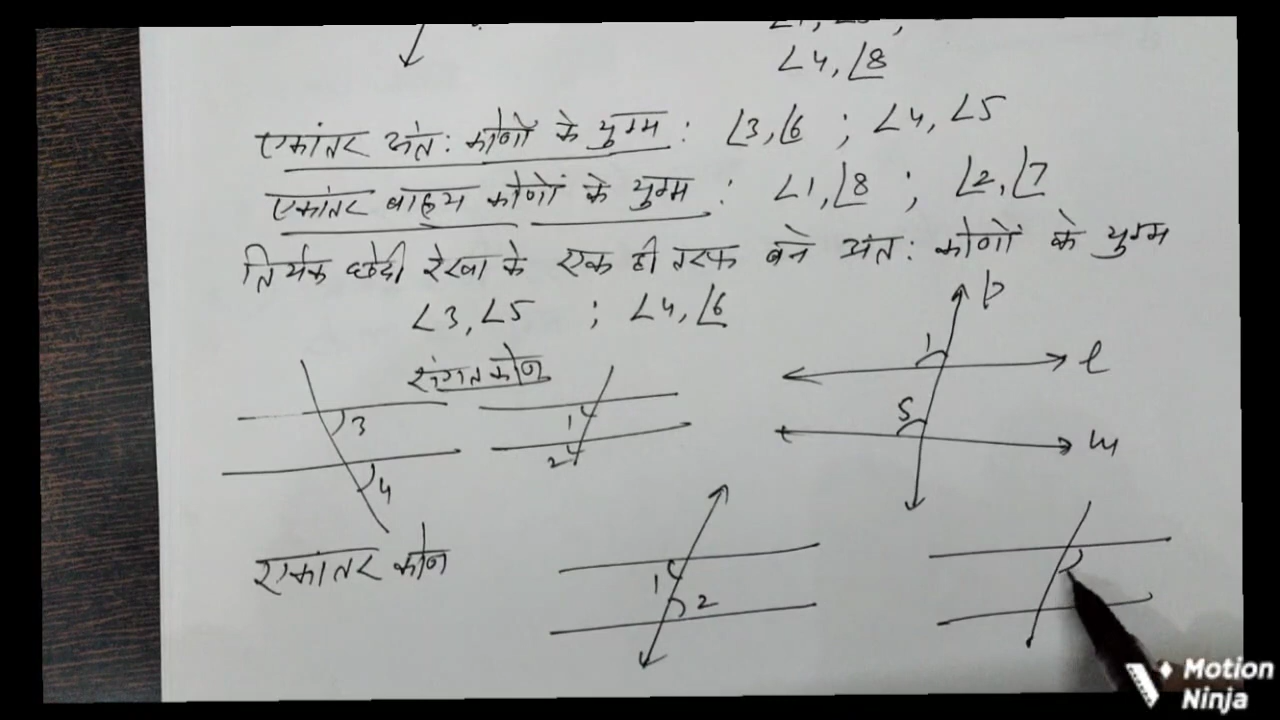 ∠4, ∠8
एकांतर अंत: कोणों के युग्म : ∠3, ∠6 ; ∠4, ∠5
एकांतर बाह्य कोणों के युग्म : ∠1, ∠8 ; ∠2, ∠7
तिर्यक छेदी रेखा के एक ही तरफ बने अंत: कोणों के युग्म
∠3, ∠5 ; ∠4, ∠6
संगत कोन
p
1
l
5
m
3
4
1
2
एकांतर कोन
1
2
Motion
Ninja